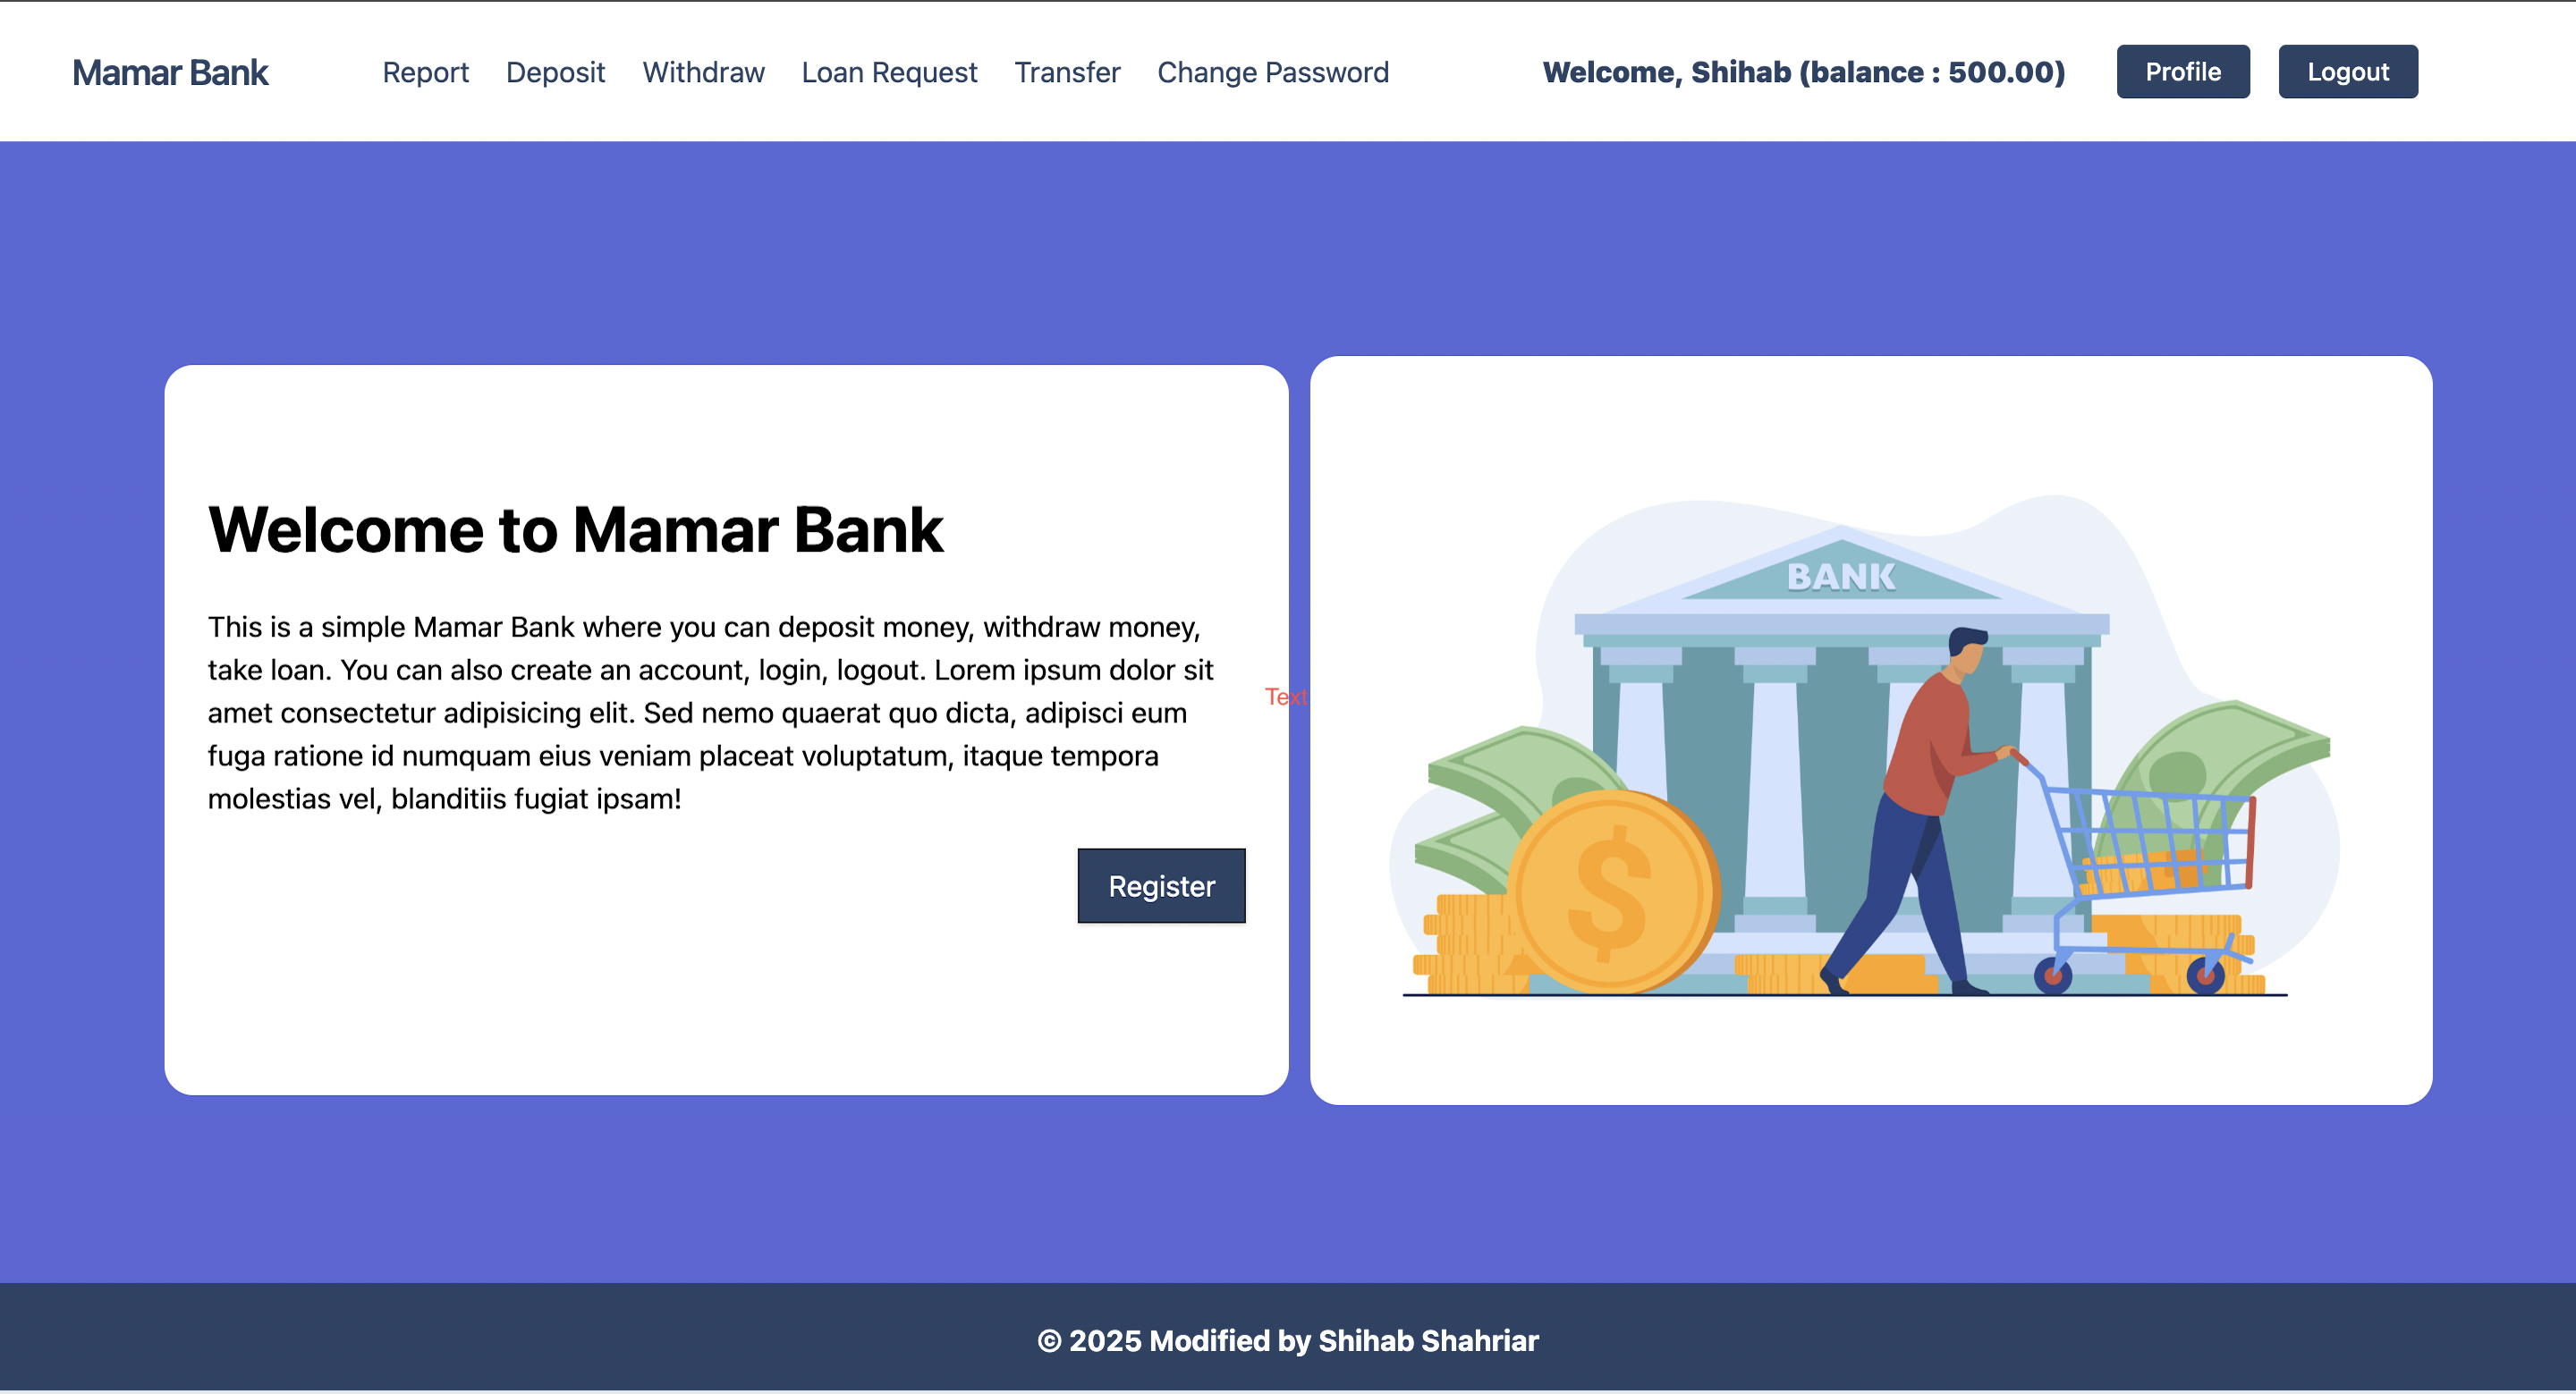 Mamar Bank
Report Deposit Withdraw Loan Request Transfer Change Password
Welcome, Shihab (balance : 500.00)
Profile
Logout
Welcome to Mamar Bank
This is a simple Mamar Bank where you can deposit money, withdraw money,
take loan. You can also create an account, login, logout. Lorem ipsum dolor sit
amet consectetur adipisicing elit. Sed nemo quaerat quo dicta, adipisci eum
fuga ratione id numquam eius veniam placeat voluptatum, itaque tempora
molestias vel, blanditiis fugiat ipsam!
Register
Text
BANK
$
© 2025 Modified by Shihab Shahriar